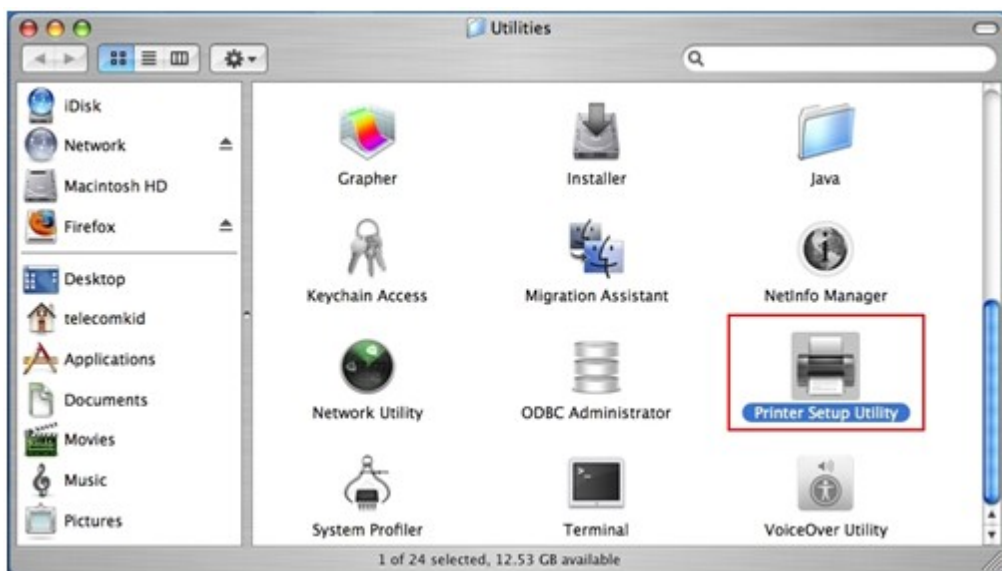 Utilities
iDisk
Network
Macintosh HD
Firefox
Desktop
telecomkid
Applications
Documents
Movies
Music
Pictures
Grapher
Installer
Java
Keychain Access
Migration Assistant
NetInfo Manager
Network Utility
ODBC Administrator
Printer Setup Utility
System Profiler
Terminal
VoiceOver Utility
1 of 24 selected, 12.53 GB available